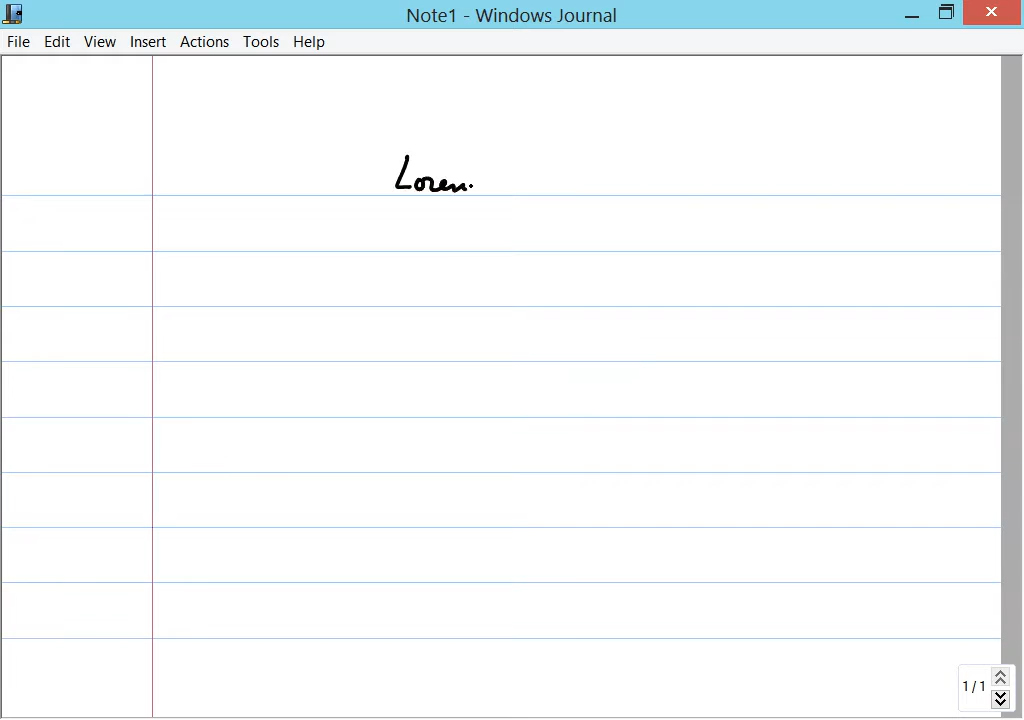 Note1 - Windows Journal
File Edit View Insert Actions Tools Help
Loren.
1 / 1